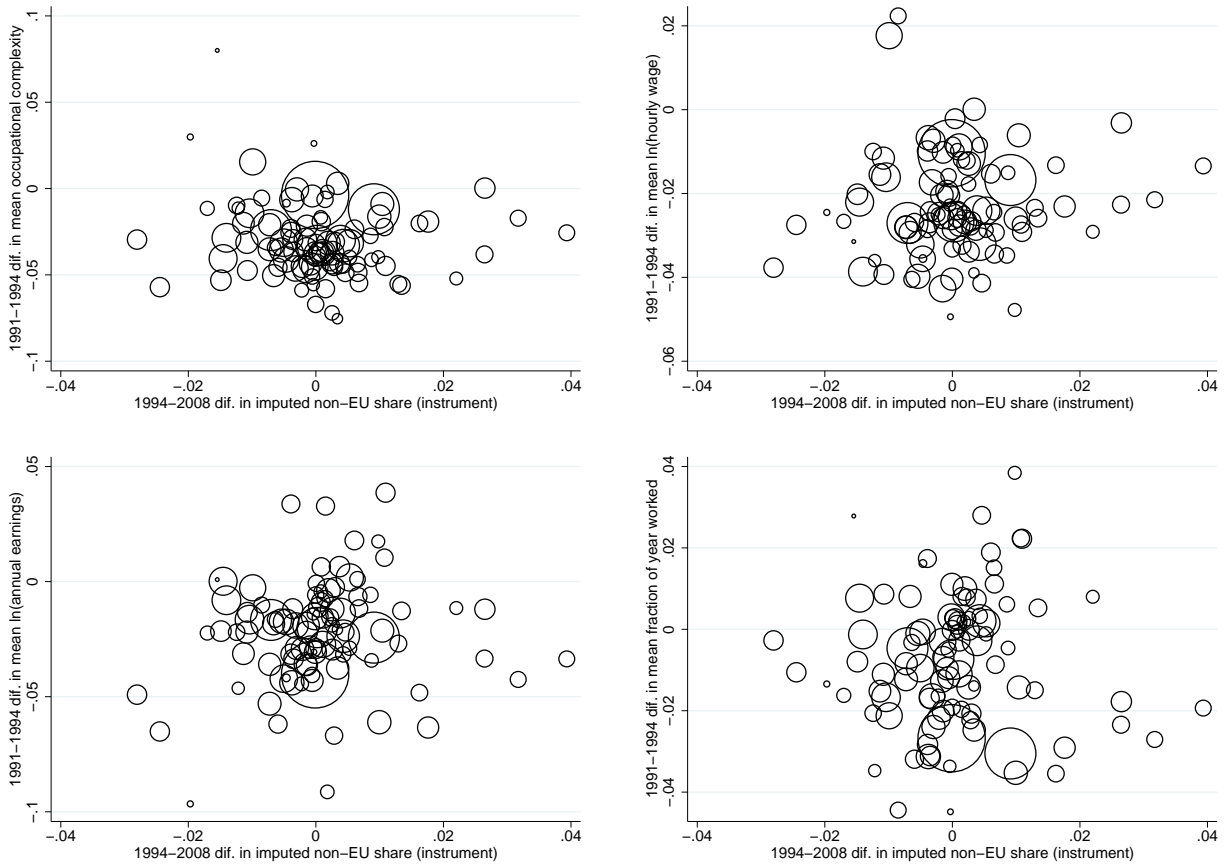 .1
.05
0
−.05
−.1
1991−1994 dif. in mean occupational complexity
−.04 −.02 0 .02 .04
1994−2008 dif. in imputed non−EU share (instrument)
.02
0
−.02
−.04
−.06
1991−1994 dif. in mean ln(hourly wage)
−.04 −.02 0 .02 .04
1994−2008 dif. in imputed non−EU share (instrument)
.05
0
−.05
−.1
1991−1994 dif. in mean ln(annual earnings)
−.04 −.02 0 .02 .04
1994−2008 dif. in imputed non−EU share (instrument)
.04
.02
0
−.02
−.04
1991−1994 dif. in mean fraction of year worked
−.04 −.02 0 .02 .04
1994−2008 dif. in imputed non−EU share (instrument)